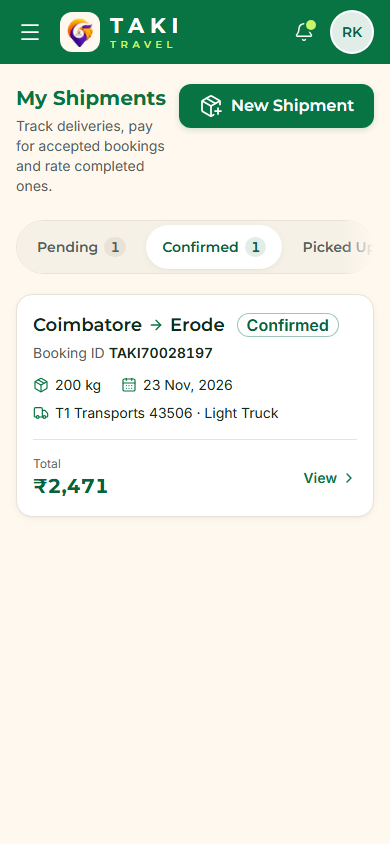 TAKI
TRAVEL
RK
My Shipments
Track deliveries, pay
for accepted bookings
and rate completed
ones.
New Shipment
Pending 1
Confirmed 1
Picked Up
Coimbatore → Erode Confirmed
Booking ID TAKI70028197
200 kg 23 Nov, 2026
T1 Transports 43506 · Light Truck
Total
₹2,471
View